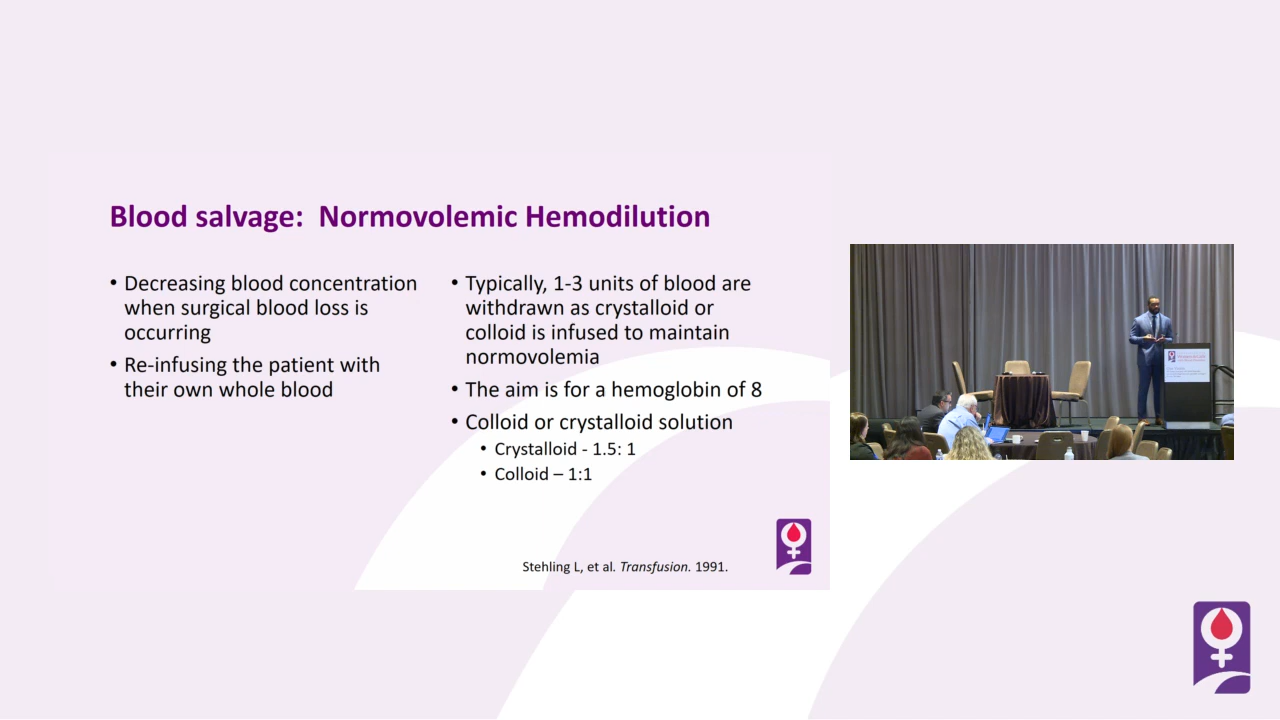 Blood salvage: Normovolemic Hemodilution
• Decreasing blood concentration
when surgical blood loss is
occurring
• Re-infusing the patient with
their own whole blood
• Typically, 1-3 units of blood are
withdrawn as crystalloid or
colloid is infused to maintain
normovolemia
• The aim is for a hemoglobin of 8
• Colloid or crystalloid solution
• Crystalloid - 1.5: 1
• Colloid – 1:1
Stehling L, et al. Transfusion. 1991.